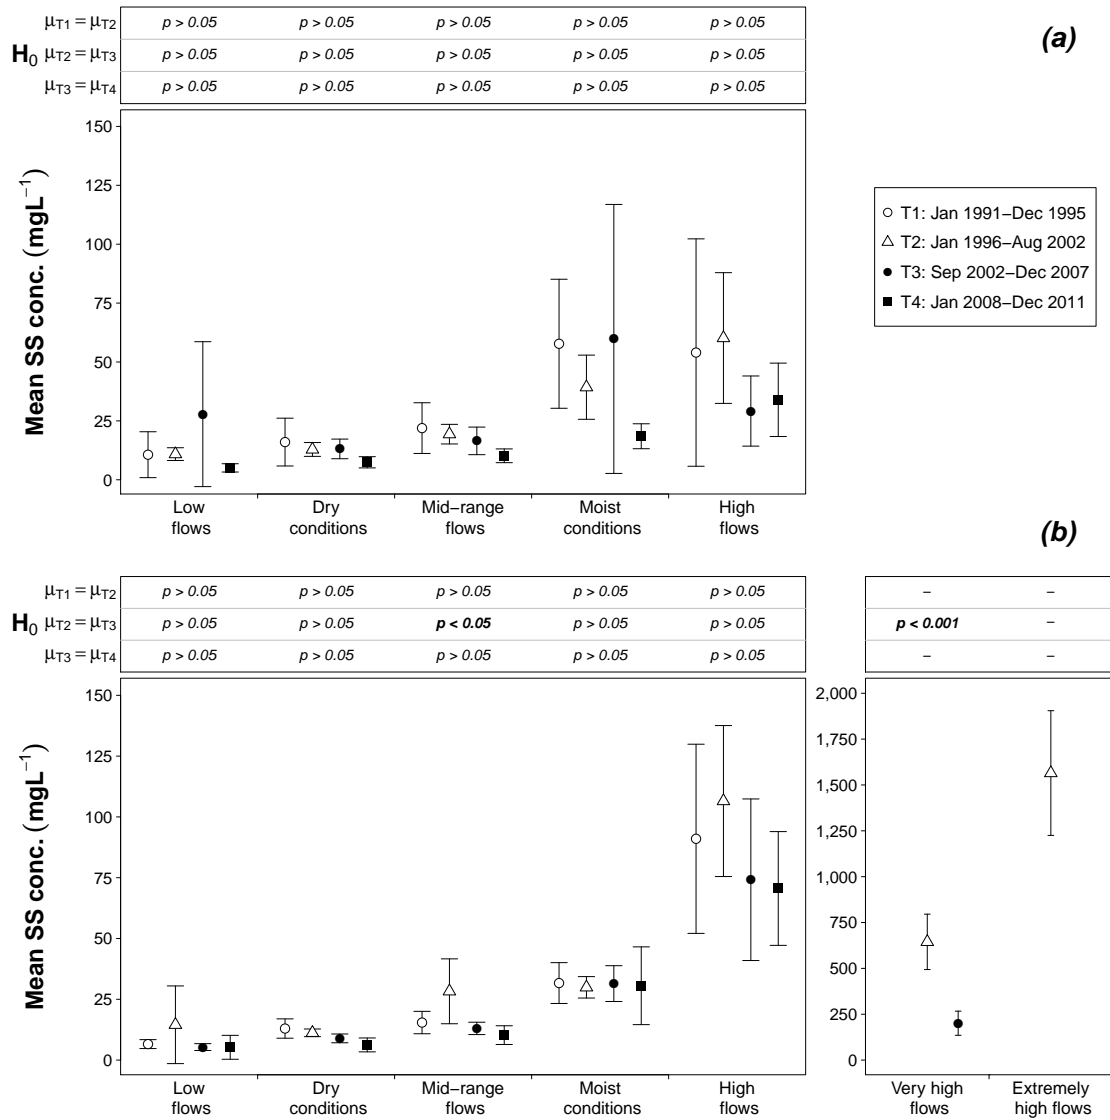 μT1 = μT2 p > 0.05 p > 0.05 p > 0.05 p > 0.05 p > 0.05
(a)
H0 μT2 = μT3 p > 0.05 p > 0.05 p > 0.05 p > 0.05 p > 0.05
μT3 = μT4 p > 0.05 p > 0.05 p > 0.05 p > 0.05 p > 0.05
Mean SS conc. (mgL−1)
150
125
100
75
50
25
0
T1: Jan 1991−Dec 1995
T2: Jan 1996−Aug 2002
T3: Sep 2002−Dec 2007
T4: Jan 2008−Dec 2011
Low flows
Dry conditions
Mid−range flows
Moist conditions
High flows
(b)
μT1 = μT2 p > 0.05 p > 0.05 p > 0.05 p > 0.05 p > 0.05 − −
H0 μT2 = μT3 p > 0.05 p > 0.05 p < 0.05 p > 0.05 p > 0.05 p < 0.001 −
μT3 = μT4 p > 0.05 p > 0.05 p > 0.05 p > 0.05 p > 0.05 − −
Mean SS conc. (mgL−1)
150
125
100
75
50
25
0
2,000
1,750
1,500
1,250
1,000
750
500
250
0
Low flows
Dry conditions
Mid−range flows
Moist conditions
High flows
Very high flows
Extremely high flows